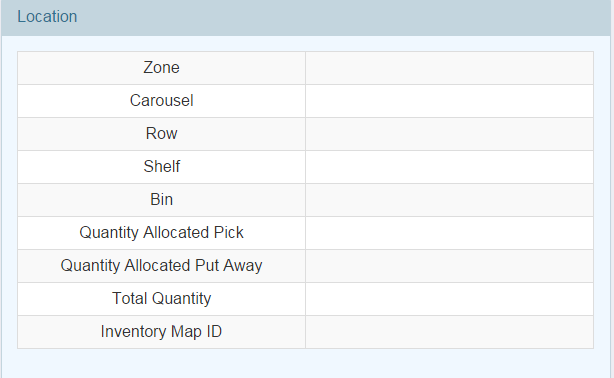 Location
Zone
Carousel
Row
Shelf
Bin
Quantity Allocated Pick
Quantity Allocated Put Away
Total Quantity
Inventory Map ID